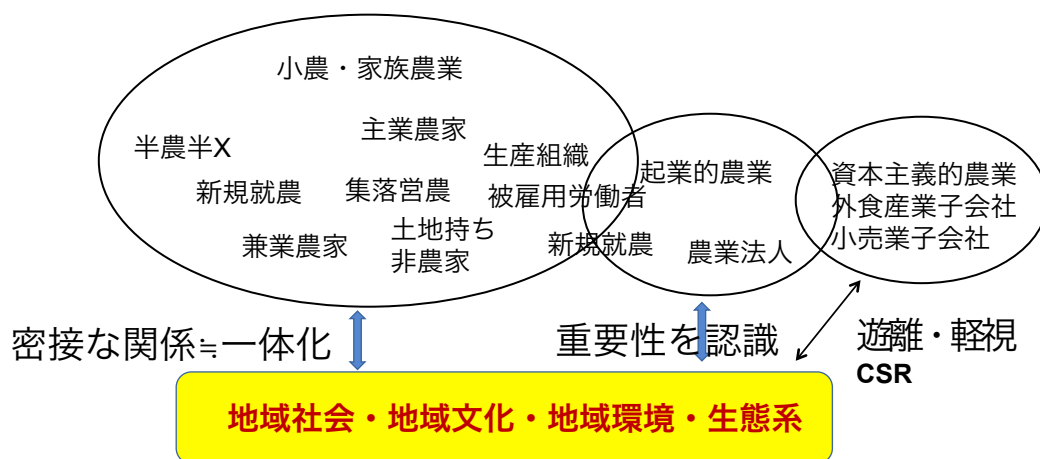 小農・家族農業
主業農家
半農半X
生産組織
新規就農
集落営農
被雇用労働者
兼業農家
土地持ち
非農家
新規就農
起業的農業
農業法人
資本主義的農業
外食産業子会社
小売業子会社
密接な関係≒一体化
重要性を認識
遊離・軽視
CSR
地域社会・地域文化・地域環境・生態系